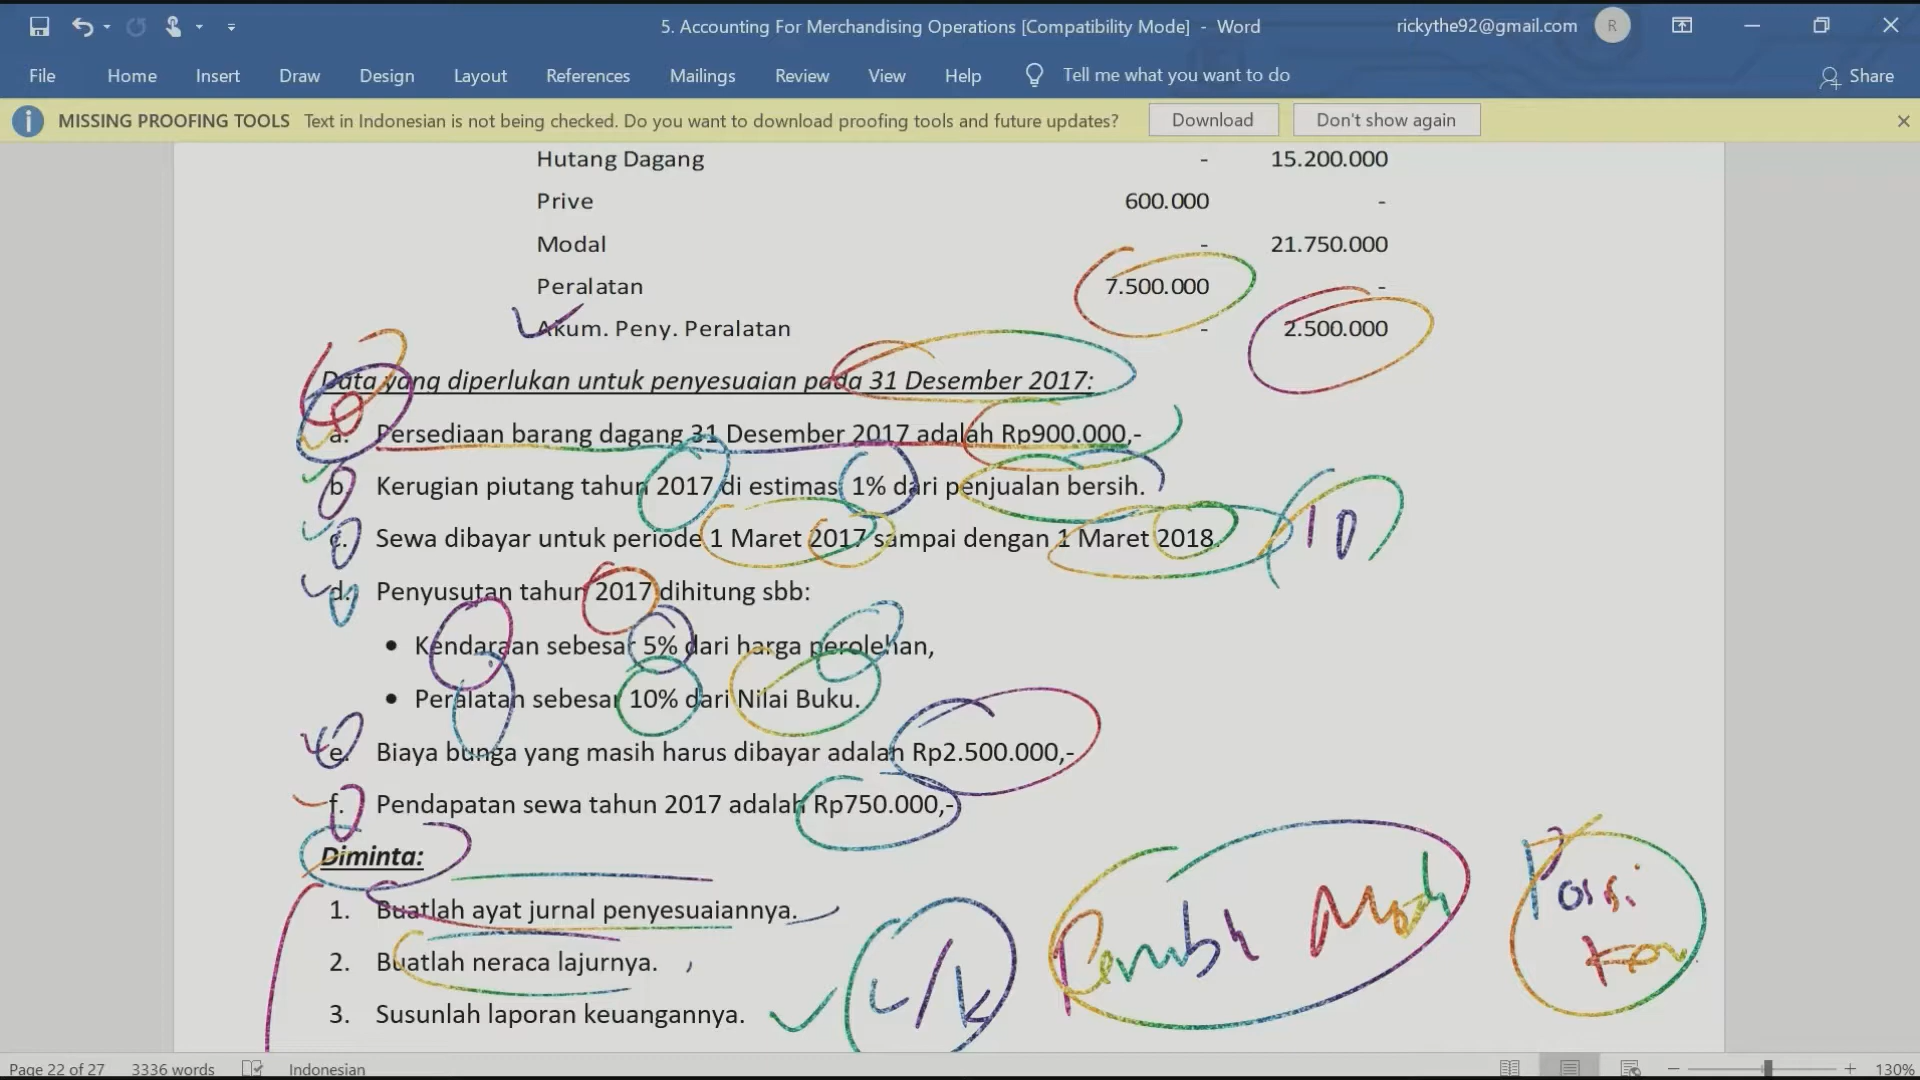 5. Accounting For Merchandising Operations [Compatibility Mode] - Word
rickythe92@gmail.com
R
File Home Insert Draw Design Layout References Mailings Review View Help Tell me what you want to do Share
MISSING PROOFING TOOLS Text in Indonesian is not being checked. Do you want to download proofing tools and future updates? Download Don't show again
Hutang Dagang - 15.200.000
Prive 600.000 -
Modal - 21.750.000
Peralatan 7.500.000 -
Akum. Peny. Peralatan - 2.500.000
Data yang diperlukan untuk penyesuaian pada 31 Desember 2017:
a. Persediaan barang dagang 31 Desember 2017 adalah Rp900.000,-
b. Kerugian piutang tahun 2017 di estimasi 1% dari penjualan bersih.
c. Sewa dibayar untuk periode 1 Maret 2017 sampai dengan 1 Maret 2018. 10
d. Penyusutan tahun 2017 dihitung sbb:
• Kendaraan sebesar 5% dari harga perolehan,
• Peralatan sebesar 10% dari Nilai Buku.
e. Biaya bunga yang masih harus dibayar adalah Rp2.500.000,-
f. Pendapatan sewa tahun 2017 adalah Rp750.000,-
Diminta:
1. Buatlah ayat jurnal penyesuaiannya.
2. Buatlah neraca lajurnya.
3. Susunlah laporan keuangannya.
L/K
Page 22 of 27 3336 words Indonesian 130%